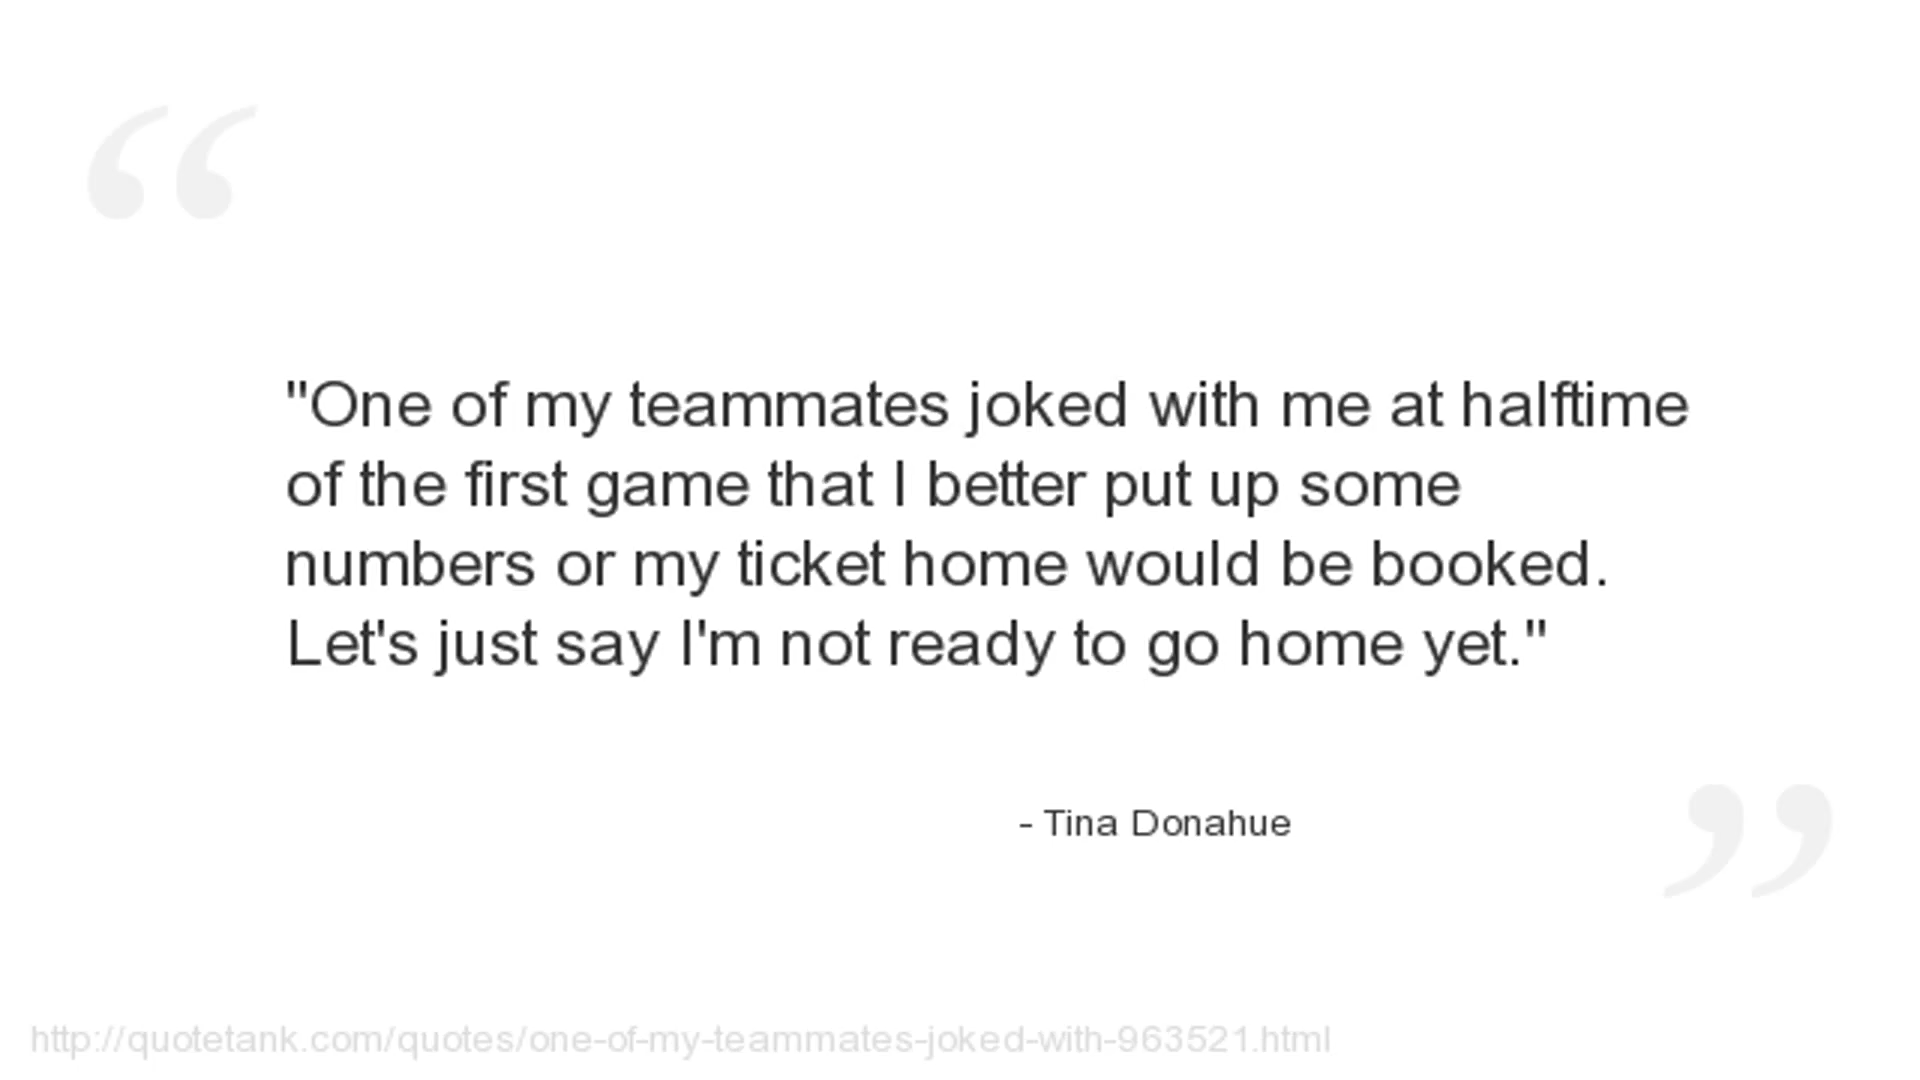 "One of my teammates joked with me at halftime
of the first game that I better put up some
numbers or my ticket home would be booked.
Let's just say I'm not ready to go home yet."
- Tina Donahue
http://quotetank.com/quotes/one-of-my-teammates-joked-with-963521.html